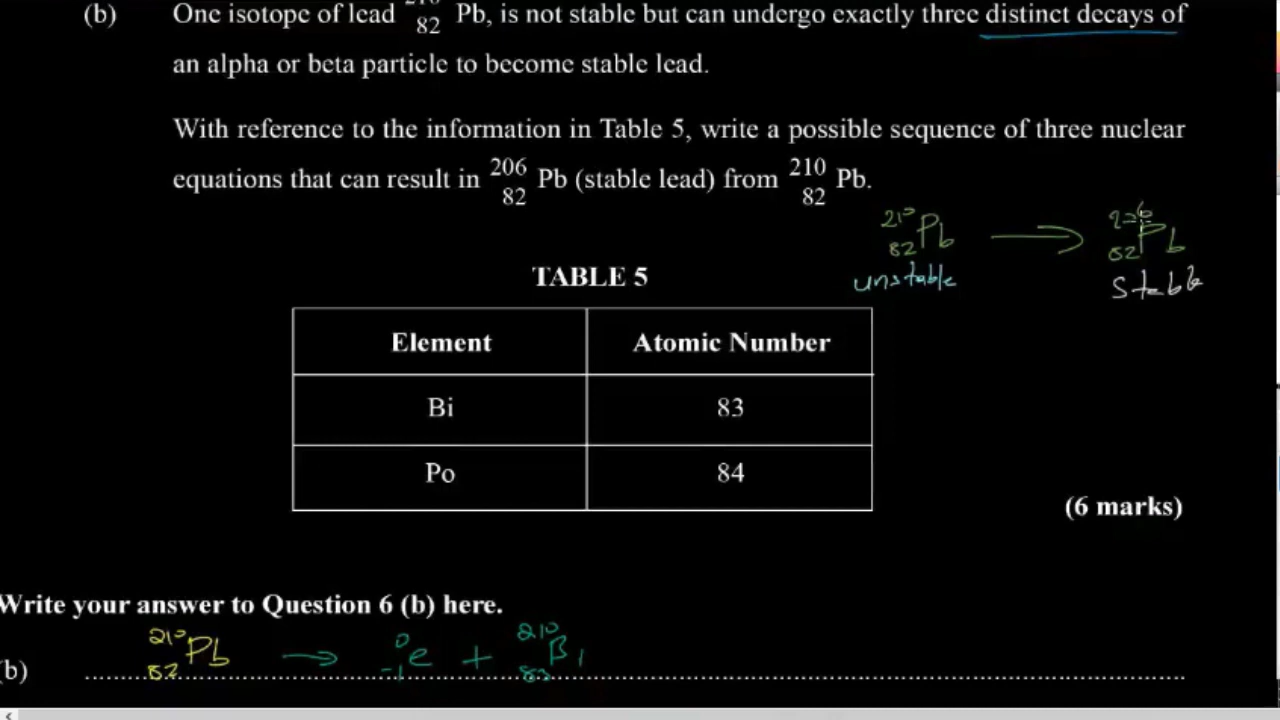 (b) One isotope of lead 210 82 Pb, is not stable but can undergo exactly three distinct decays of
an alpha or beta particle to become stable lead.
With reference to the information in Table 5, write a possible sequence of three nuclear
equations that can result in 206 82 Pb (stable lead) from 210 82 Pb.
210 82 Pb → 206 82 Pb
unstable stable
TABLE 5
Element Atomic Number
Bi 83
Po 84
(6 marks)
Write your answer to Question 6 (b) here.
(b) 210 82 Pb → 0 -1 e + 210 83 Bi